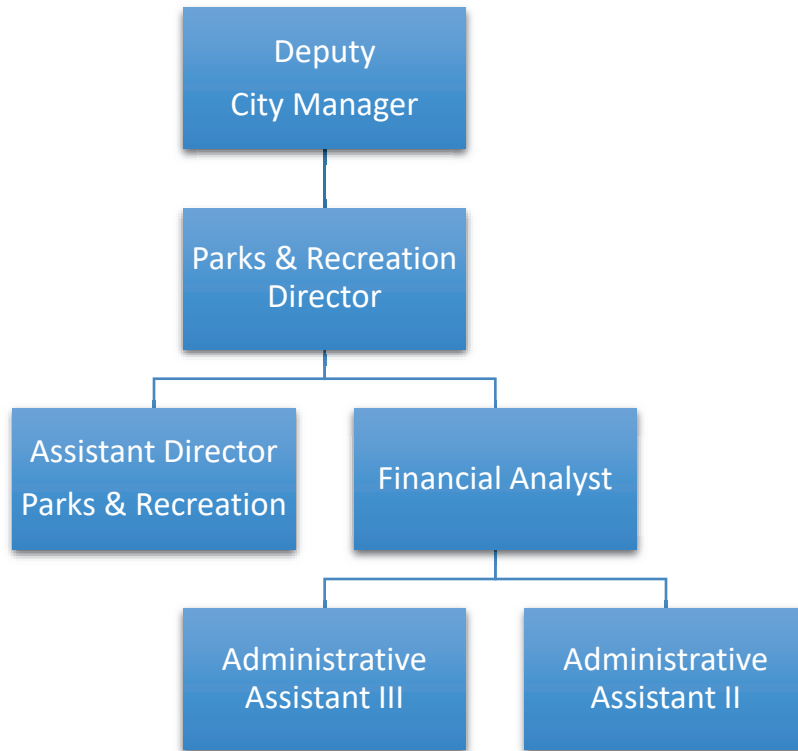 Deputy
City Manager
Parks & Recreation
Director
Assistant Director
Parks & Recreation
Financial Analyst
Administrative
Assistant III
Administrative
Assistant II